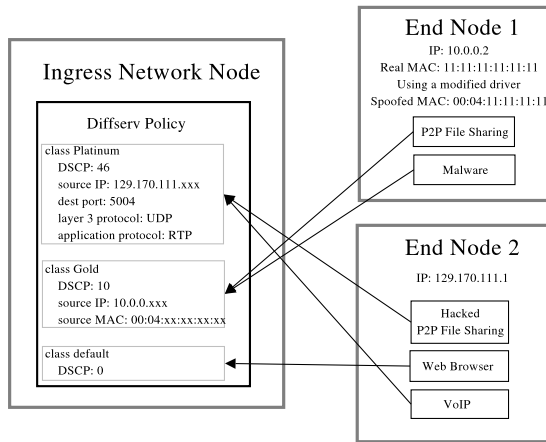 Ingress Network Node
Diffserv Policy
class Platinum
DSCP: 46
source IP: 129.170.111.xxx
dest port: 5004
layer 3 protocol: UDP
application protocol: RTP
class Gold
DSCP: 10
source IP: 10.0.0.xxx
source MAC: 00:04:xx:xx:xx:xx
class default
DSCP: 0
End Node 1
IP: 10.0.0.2
Real MAC: 11:11:11:11:11:11
Using a modified driver
Spoofed MAC: 00:04:11:11:11:11
P2P File Sharing
Malware
End Node 2
IP: 129.170.111.1
Hacked
P2P File Sharing
Web Browser
VoIP